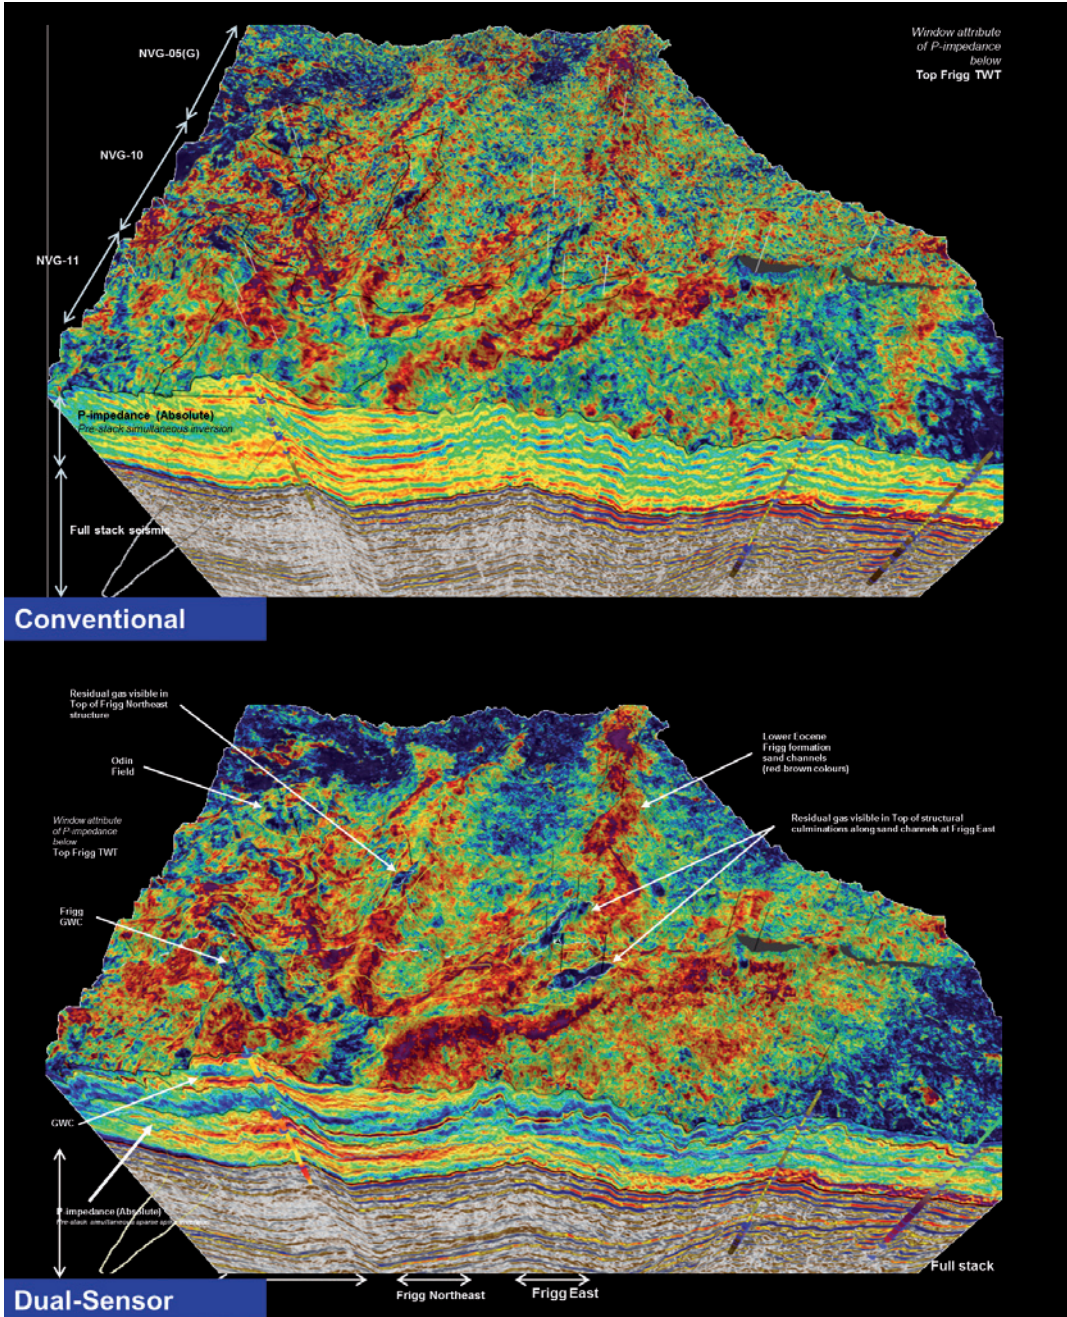 NVG-05(G)
Window attribute
of P-impedance
below
Top Frigg TWT
NVG-10
NVG-11
P-impedance (Absolute)
Pre-stack simultaneous inversion
Full stack seismic
Conventional
Residual gas visible in
Top of Frigg Northeast
structure
Odin
Field
Lower Eocene
Frigg formation
sand channels
(red-brown colours)
Window attribute
of P-impedance
below
Top Frigg TWT
Residual gas visible in Top of structural
culminations along sand channels at Frigg East
Frigg
GWC
GWC
P-impedance (Absolute)
Pre-stack simultaneous sparse
Full stack
Frigg Northeast
Frigg East
Dual-Sensor